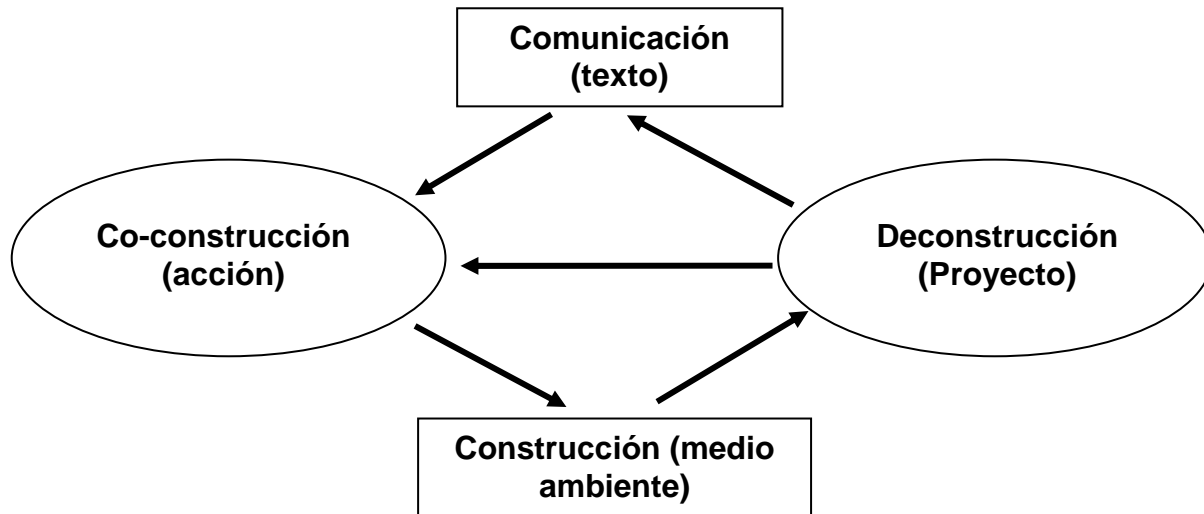 Comunicación
(texto)
Co-construcción
(acción)
Deconstrucción
(Proyecto)
Construcción (medio
ambiente)